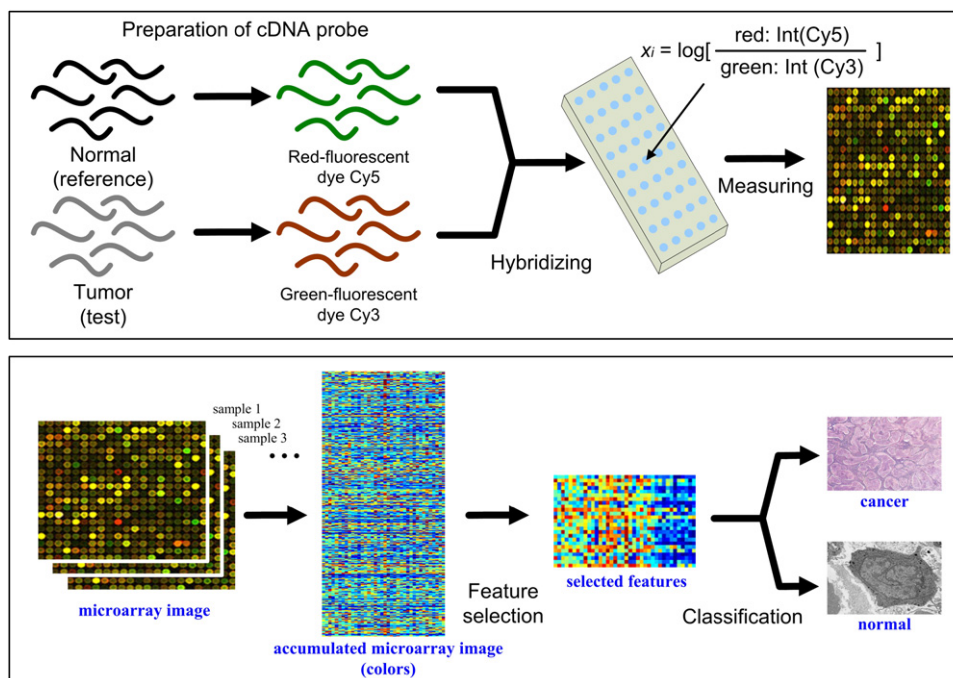 Preparation of cDNA probe
Normal
(reference)
Red-fluorescent
dye Cy5
Tumor
(test)
Green-fluorescent
dye Cy3
Hybridizing
xi = log[ red: Int(Cy5) / green: Int (Cy3) ]
Measuring
sample 1
sample 2
sample 3
...
microarray image
accumulated microarray image
(colors)
Feature
selection
selected features
Classification
cancer
normal